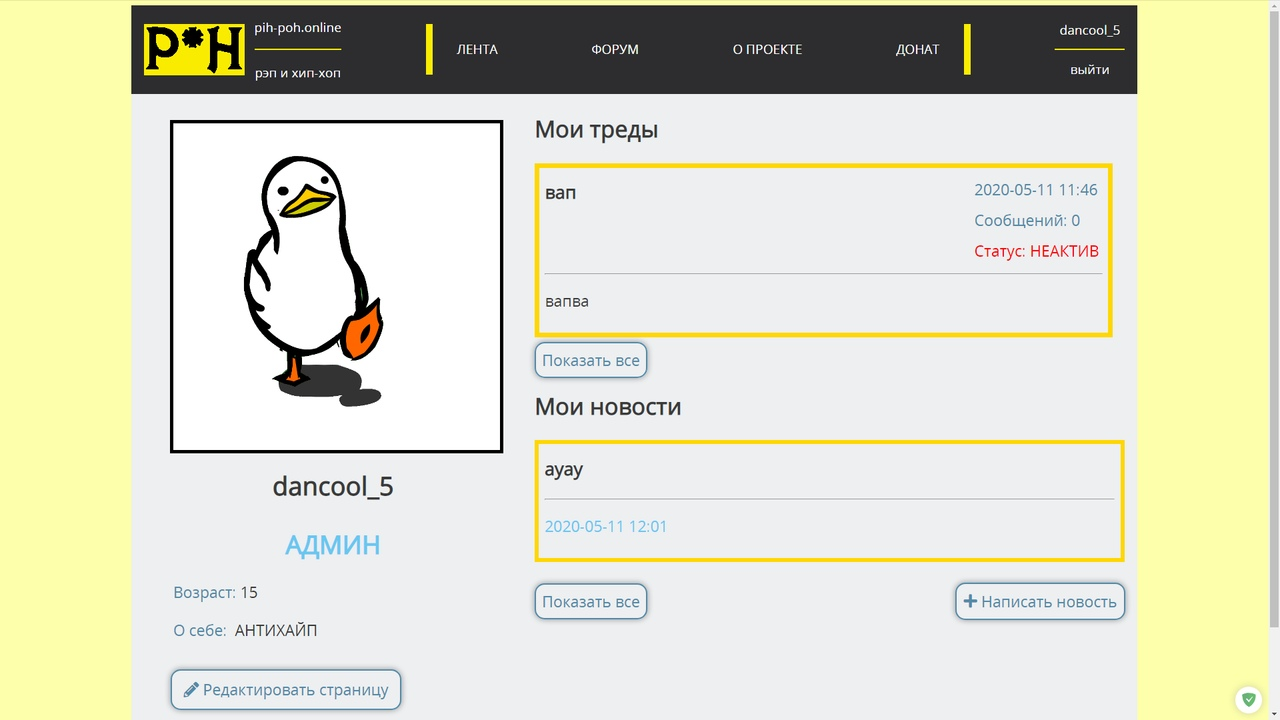 P*H
pih-poh.online
рэп и хип-хоп
ЛЕНТА
ФОРУМ
О ПРОЕКТЕ
ДОНАТ
dancool_5
выйти
dancool_5
АДМИН
Возраст: 15
О себе: АНТИХАЙП
Редактировать страницу
Мои треды
вап
2020-05-11 11:46
Сообщений: 0
Статус: НЕАКТИВ
вапва
Показать все
Мои новости
ауау
2020-05-11 12:01
Показать все
Написать новость